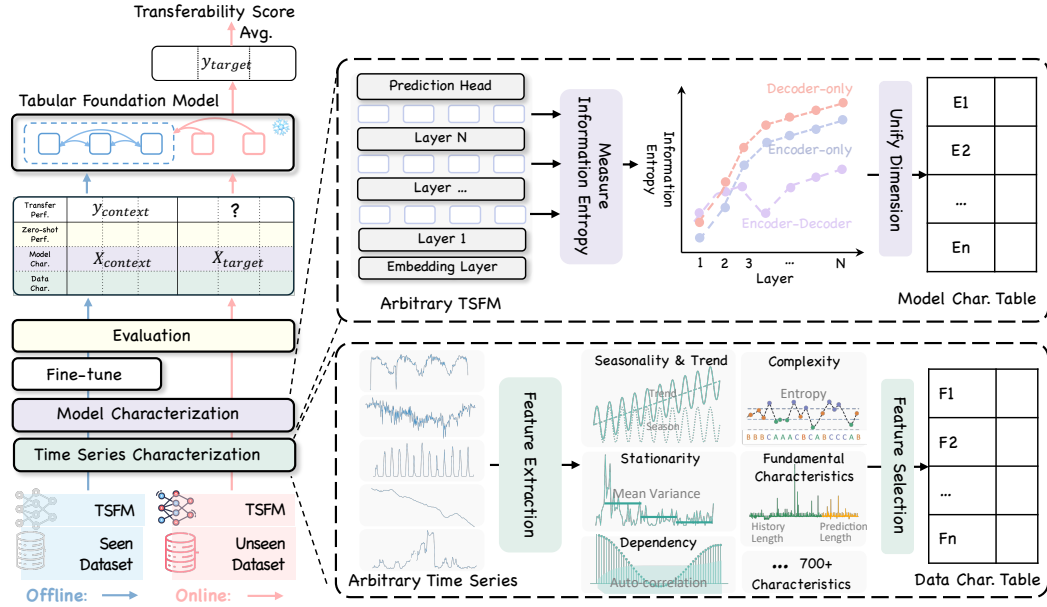 Transferability Score
Avg.
y_target
Tabular Foundation Model
Transfer Perf.
y_context
?
Zero-shot Perf.
Model Char.
X_context
X_target
Data Char.
Evaluation
Fine-tune
Model Characterization
Time Series Characterization
TSFM
TSFM
Seen Dataset
Unseen Dataset
Offline:
Online:
Prediction Head
Layer N
Layer ...
Layer 1
Embedding Layer
Arbitrary TSFM
Measure Information Entropy
Information Entropy
Decoder-only
Encoder-only
Encoder-Decoder
1 2 3 ... N
Layer
Unify Dimension
E1
E2
...
En
Model Char. Table
Arbitrary Time Series
Feature Extraction
Seasonality & Trend
Trend
Season
Complexity
Entropy
B B B C A A A C B C A B C C C A B
Stationarity
Mean Variance
Fundamental Characteristics
History Length
Prediction Length
Dependency
Auto-correlation
... 700+ Characteristics
Feature Selection
F1
F2
...
Fn
Data Char. Table